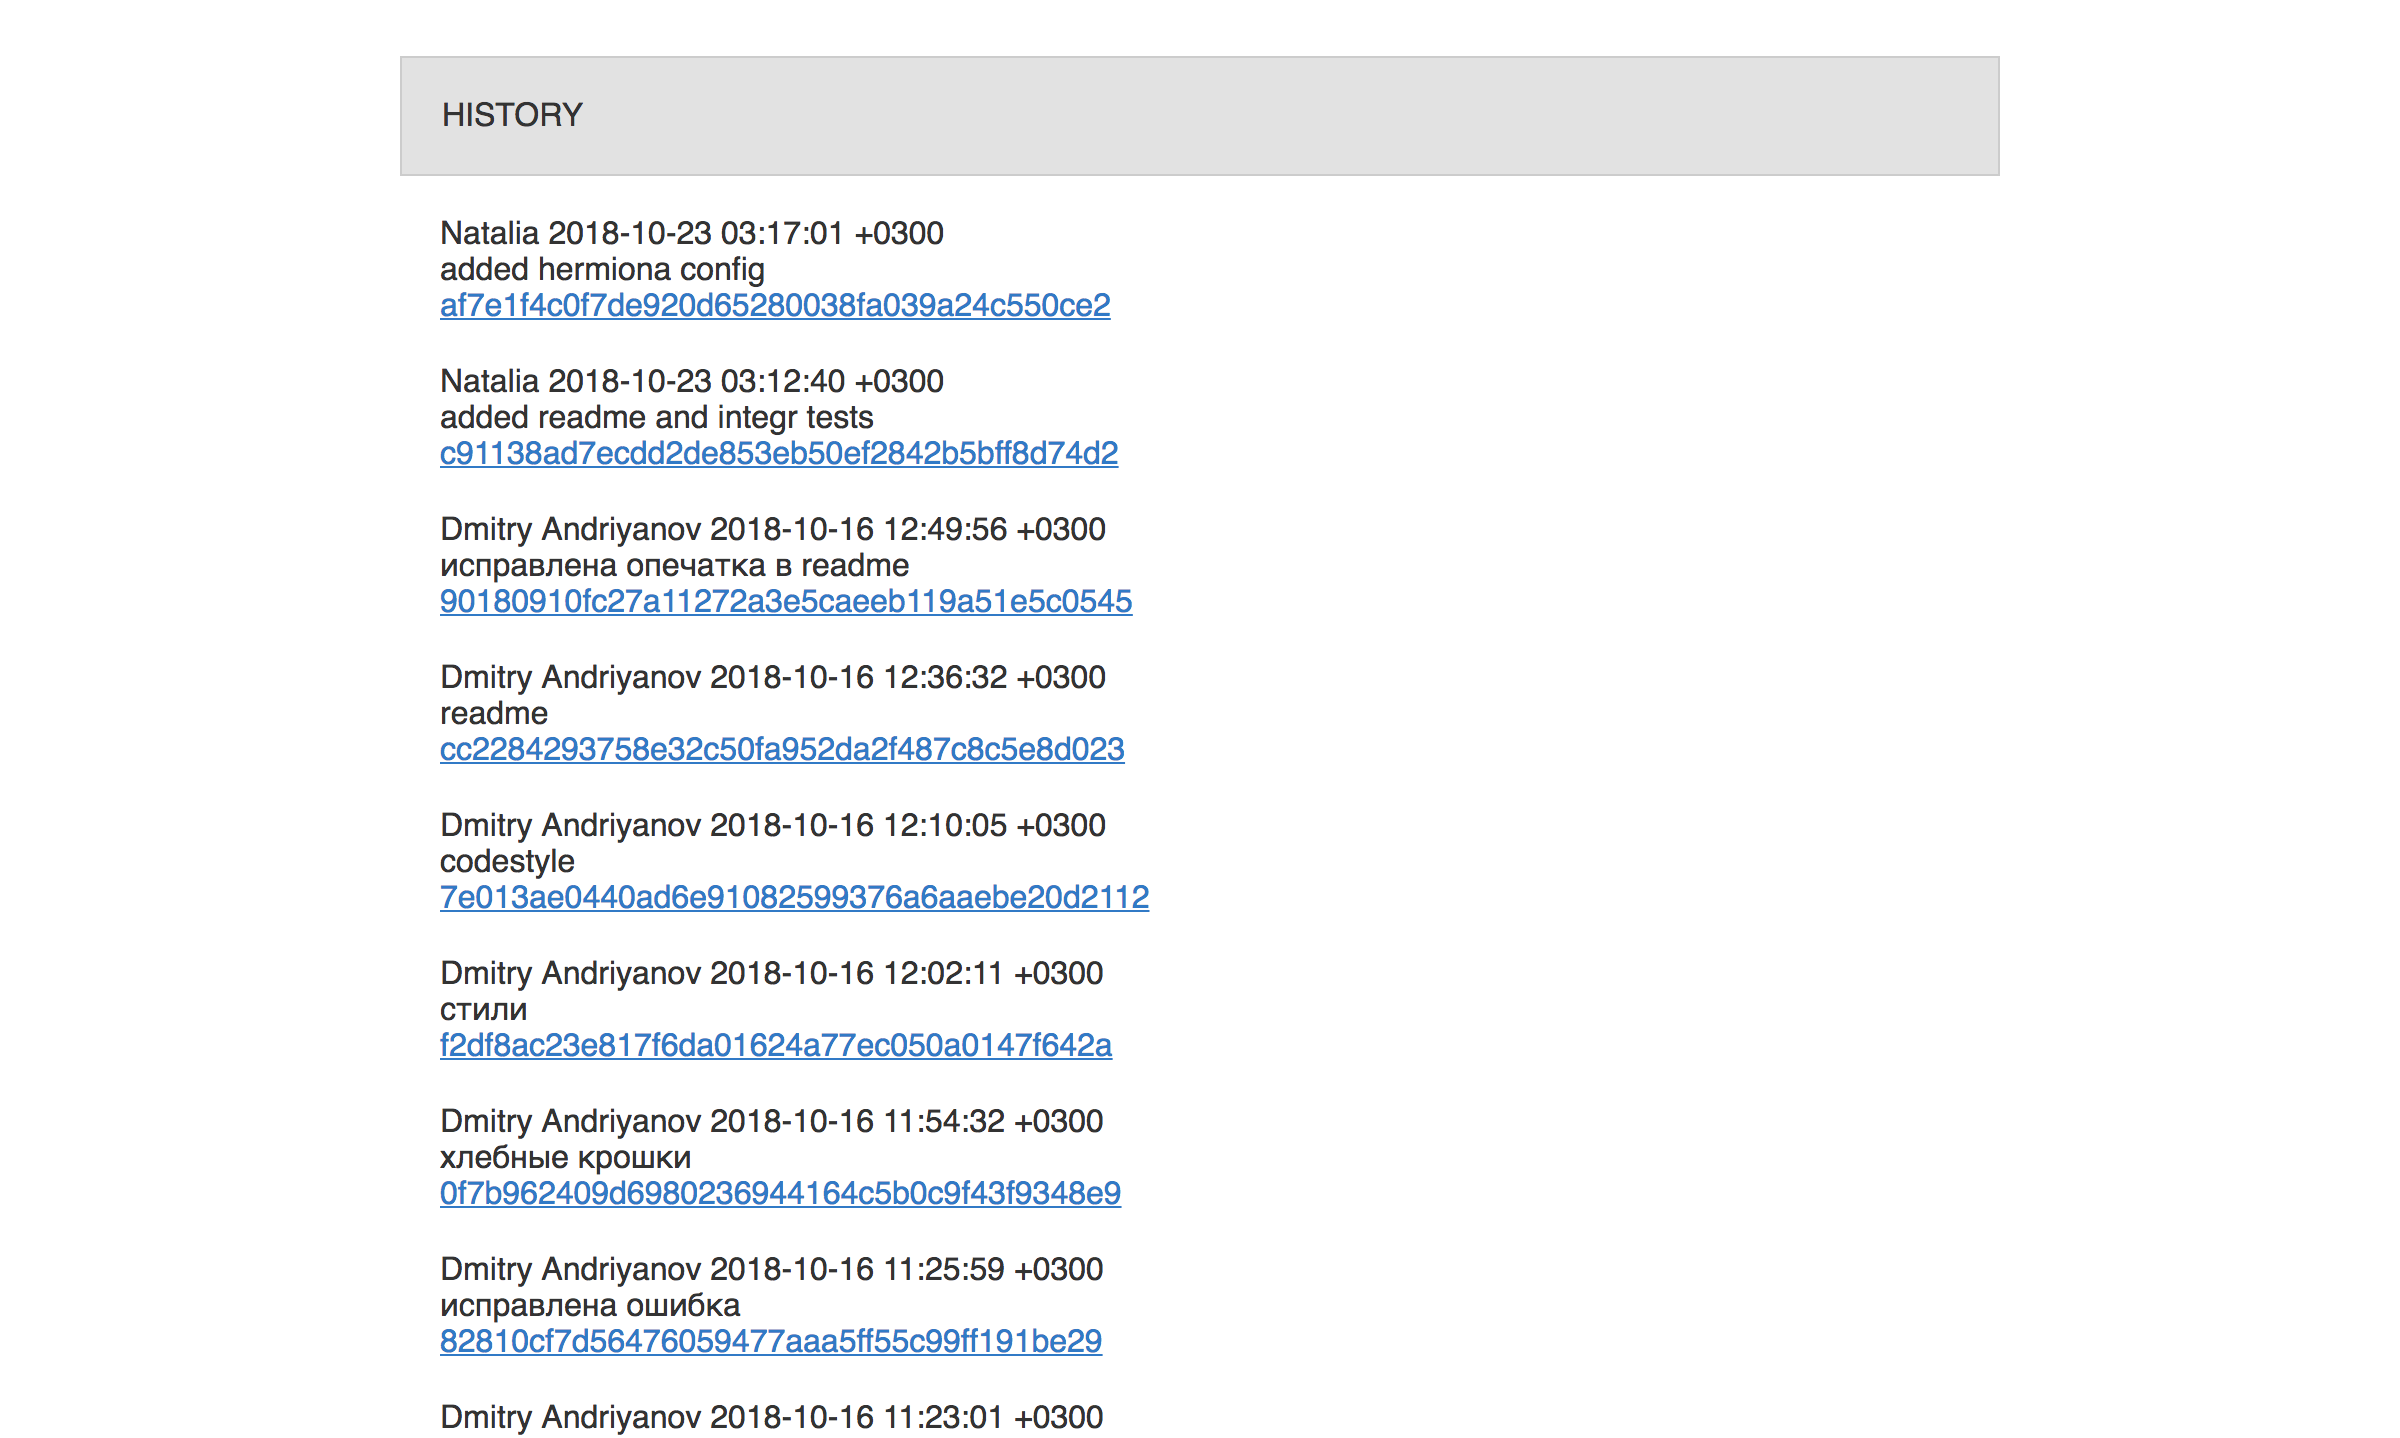 HISTORY
Natalia 2018-10-23 03:17:01 +0300
added hermiona config
af7e1f4c0f7de920d65280038fa039a24c550ce2
Natalia 2018-10-23 03:12:40 +0300
added readme and integr tests
c91138ad7ecdd2de853eb50ef2842b5bff8d74d2
Dmitry Andriyanov 2018-10-16 12:49:56 +0300
исправлена опечатка в readme
90180910fc27a11272a3e5caeeb119a51e5c0545
Dmitry Andriyanov 2018-10-16 12:36:32 +0300
readme
cc2284293758e32c50fa952da2f487c8c5e8d023
Dmitry Andriyanov 2018-10-16 12:10:05 +0300
codestyle
7e013ae0440ad6e91082599376a6aaebe20d2112
Dmitry Andriyanov 2018-10-16 12:02:11 +0300
стили
f2df8ac23e817f6da01624a77ec050a0147f642a
Dmitry Andriyanov 2018-10-16 11:54:32 +0300
хлебные крошки
0f7b962409d6980236944164c5b0c9f43f9348e9
Dmitry Andriyanov 2018-10-16 11:25:59 +0300
исправлена ошибка
82810cf7d56476059477aaa5ff55c99ff191be29
Dmitry Andriyanov 2018-10-16 11:23:01 +0300